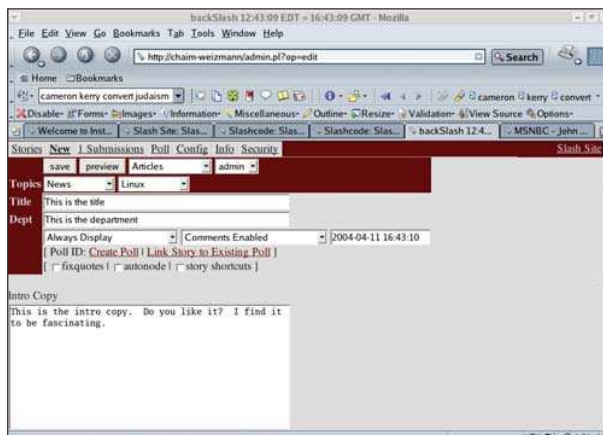 backSlash 12:43:09 EDT = 16:43:09 GMT - Mozilla
File Edit View Go Bookmarks Tab Tools Window Help
http://chaim-weizmann/admin.pl?op=edit Search
Home Bookmarks
cameron kerry convert judaism cameron kerry convert
Disable Forms Images Information Miscellaneous Outline Resize Validation View Source Options
Welcome to Inst... Slash Site: Slas... Slashcode: Slas... Slashcode: Slas... backSlash 12:4... MSNBC - John ...
Stories New 1 Submissions Poll Config Info Security Slash Site
save preview Articles admin
Topics News Linux
Title This is the title
Dept This is the department
Always Display Comments Enabled 2004-04-11 16:43:10
[ Poll ID: Create Poll | Link Story to Existing Poll ]
[ fixquotes | autonode | story shortcuts ]
Intro Copy
This is the intro copy. Do you like it? I find it
to be fascinating.